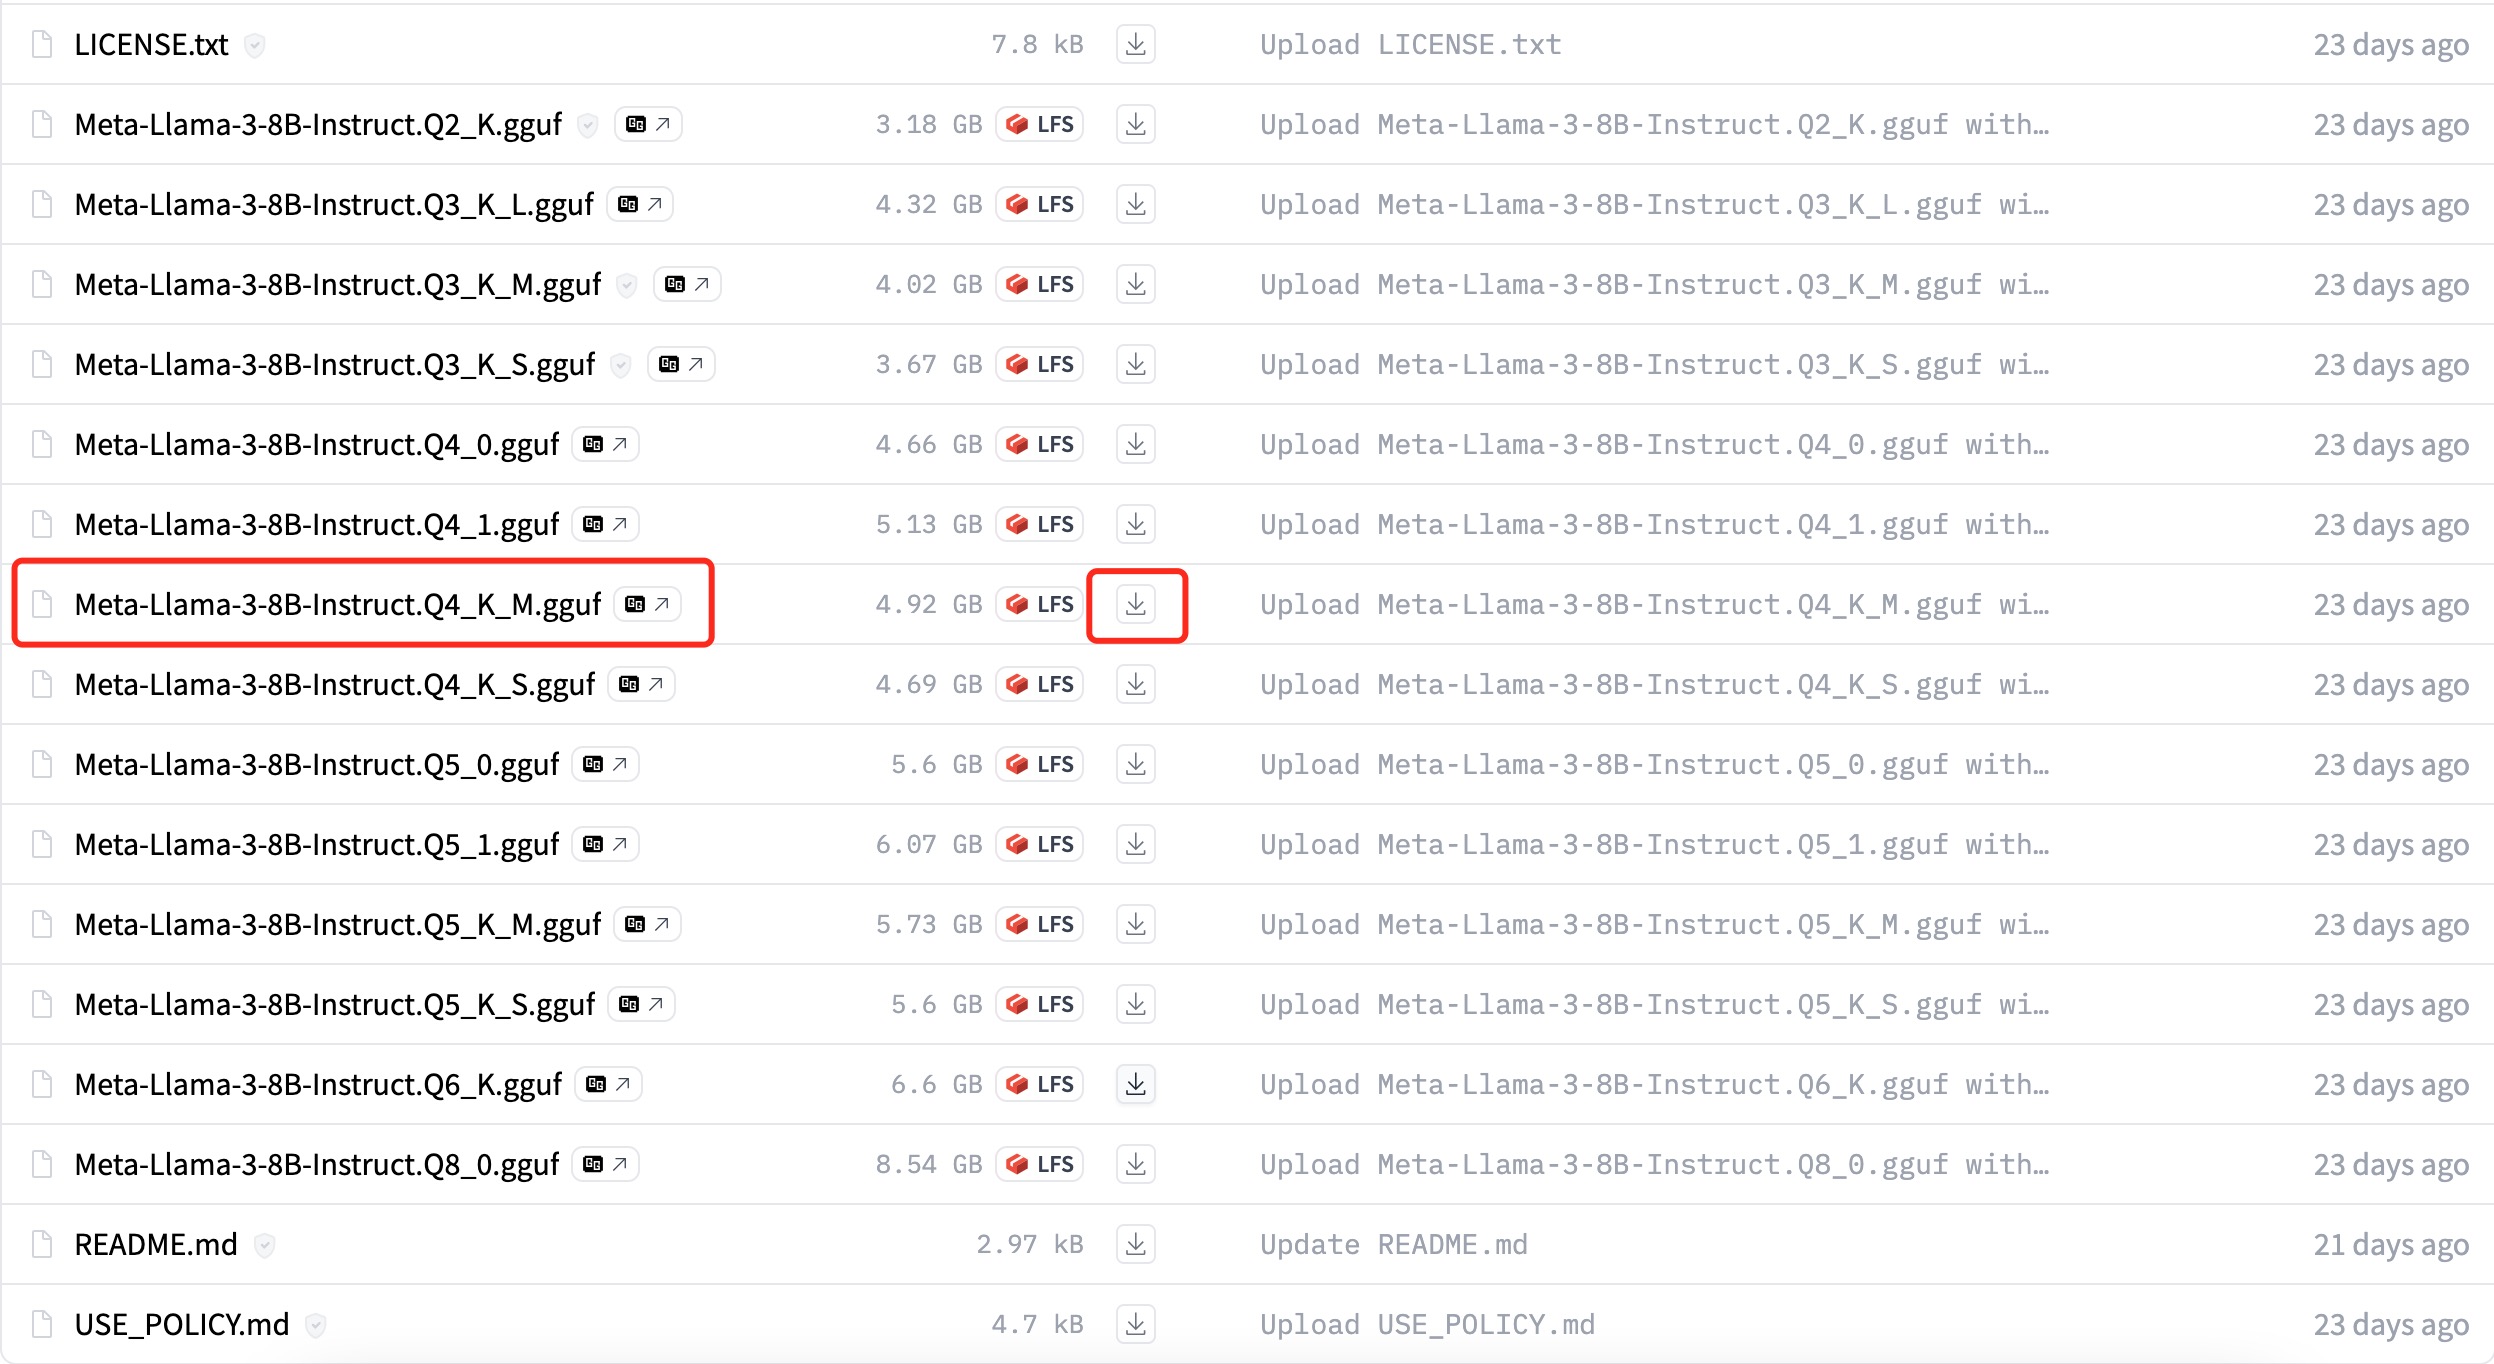 LICENSE.txt 7.8 kB Upload LICENSE.txt 23 days ago
Meta-Llama-3-8B-Instruct.Q2_K.gguf 3.18 GB LFS Upload Meta-Llama-3-8B-Instruct.Q2_K.gguf with… 23 days ago
Meta-Llama-3-8B-Instruct.Q3_K_L.gguf 4.32 GB LFS Upload Meta-Llama-3-8B-Instruct.Q3_K_L.gguf wi… 23 days ago
Meta-Llama-3-8B-Instruct.Q3_K_M.gguf 4.02 GB LFS Upload Meta-Llama-3-8B-Instruct.Q3_K_M.gguf wi… 23 days ago
Meta-Llama-3-8B-Instruct.Q3_K_S.gguf 3.67 GB LFS Upload Meta-Llama-3-8B-Instruct.Q3_K_S.gguf wi… 23 days ago
Meta-Llama-3-8B-Instruct.Q4_0.gguf 4.66 GB LFS Upload Meta-Llama-3-8B-Instruct.Q4_0.gguf with… 23 days ago
Meta-Llama-3-8B-Instruct.Q4_1.gguf 5.13 GB LFS Upload Meta-Llama-3-8B-Instruct.Q4_1.gguf with… 23 days ago
Meta-Llama-3-8B-Instruct.Q4_K_M.gguf 4.92 GB LFS Upload Meta-Llama-3-8B-Instruct.Q4_K_M.gguf wi… 23 days ago
Meta-Llama-3-8B-Instruct.Q4_K_S.gguf 4.69 GB LFS Upload Meta-Llama-3-8B-Instruct.Q4_K_S.gguf wi… 23 days ago
Meta-Llama-3-8B-Instruct.Q5_0.gguf 5.6 GB LFS Upload Meta-Llama-3-8B-Instruct.Q5_0.gguf with… 23 days ago
Meta-Llama-3-8B-Instruct.Q5_1.gguf 6.07 GB LFS Upload Meta-Llama-3-8B-Instruct.Q5_1.gguf with… 23 days ago
Meta-Llama-3-8B-Instruct.Q5_K_M.gguf 5.73 GB LFS Upload Meta-Llama-3-8B-Instruct.Q5_K_M.gguf wi… 23 days ago
Meta-Llama-3-8B-Instruct.Q5_K_S.gguf 5.6 GB LFS Upload Meta-Llama-3-8B-Instruct.Q5_K_S.gguf wi… 23 days ago
Meta-Llama-3-8B-Instruct.Q6_K.gguf 6.6 GB LFS Upload Meta-Llama-3-8B-Instruct.Q6_K.gguf with… 23 days ago
Meta-Llama-3-8B-Instruct.Q8_0.gguf 8.54 GB LFS Upload Meta-Llama-3-8B-Instruct.Q8_0.gguf with… 23 days ago
README.md 2.97 kB Update README.md 21 days ago
USE_POLICY.md 4.7 kB Upload USE_POLICY.md 23 days ago